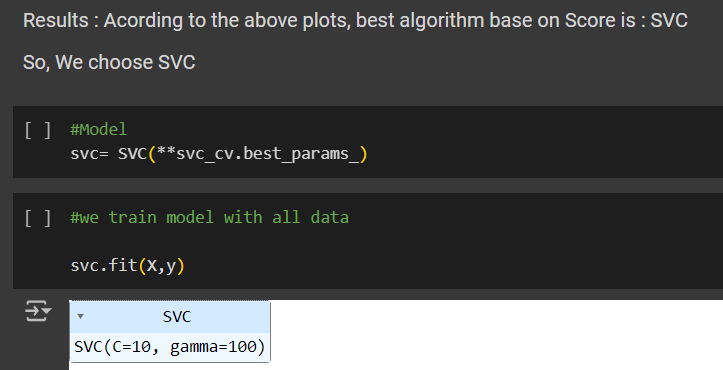 Results : Acording to the above plots, best algorithm base on Score is : SVC
So, We choose SVC
[ ] #Model
svc= SVC(**svc_cv.best_params_)
[ ] #we train model with all data
svc.fit(X,y)
SVC
SVC(C=10, gamma=100)